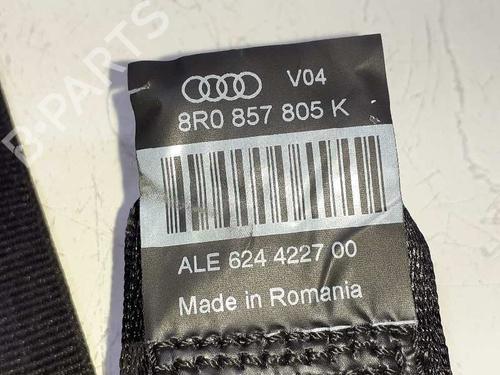 V04
8R0 857 805 K
ALE 624 4227 00
Made in Romania
B-PARTS